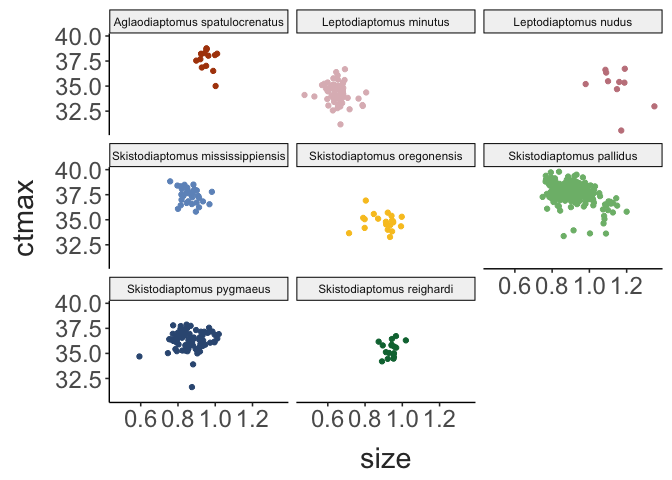 Aglaodiaptomus spatulocrenatus Leptodiaptomus minutus Leptodiaptomus nudus
40.0
37.5
35.0
32.5
Skistodiaptomus mississippiensis Skistodiaptomus oregonensis Skistodiaptomus pallidus
40.0
37.5
35.0
32.5
0.6 0.8 1.0 1.2
Skistodiaptomus pygmaeus Skistodiaptomus reighardi
40.0
37.5
35.0
32.5
0.6 0.8 1.0 1.2 0.6 0.8 1.0 1.2
size
ctmax